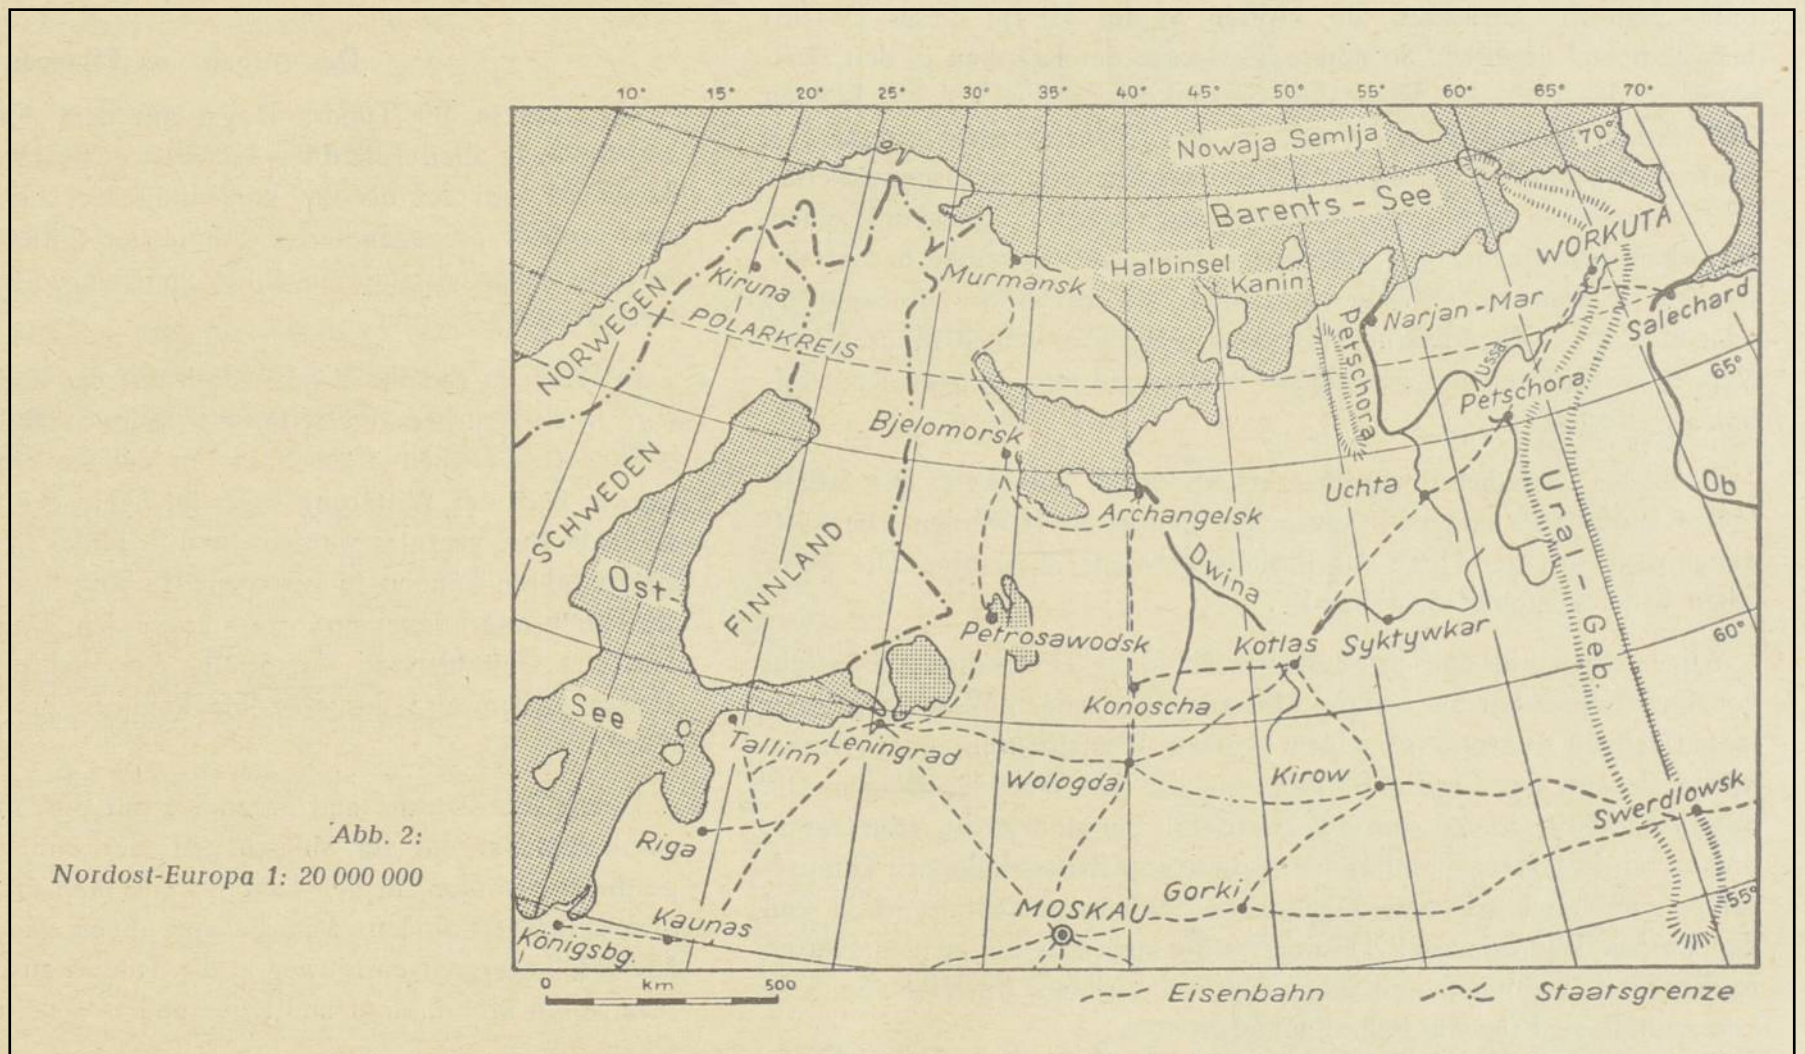 10° 15° 20° 25° 30° 35° 40° 45° 50° 55° 60° 65° 70°
Nowaja Semlja
70°
Barents - See
WORKUTA
Halbinsel
Kanin
Murmansk
Kiruna
NORWEGEN
POLARKREIS
Narjan-Mar
Salechard
Petschora
Ussa
65°
Petschora
Bjelomorsk
SCHWEDEN
Uchta
Ob
Archangelsk
Ural - Geb.
Dwina
FINNLAND
Ost-
See
Petrosawodsk
Kotlas
Syktywkar
60°
Konoscha
Tallinn
Leningrad
Wologda
Kirow
Swerdlowsk
Riga
Abb. 2:
Nordost-Europa 1: 20 000 000
Gorki
MOSKAU
55°
Kaunas
Königsbg.
0 km 500
Eisenbahn
Staatsgrenze